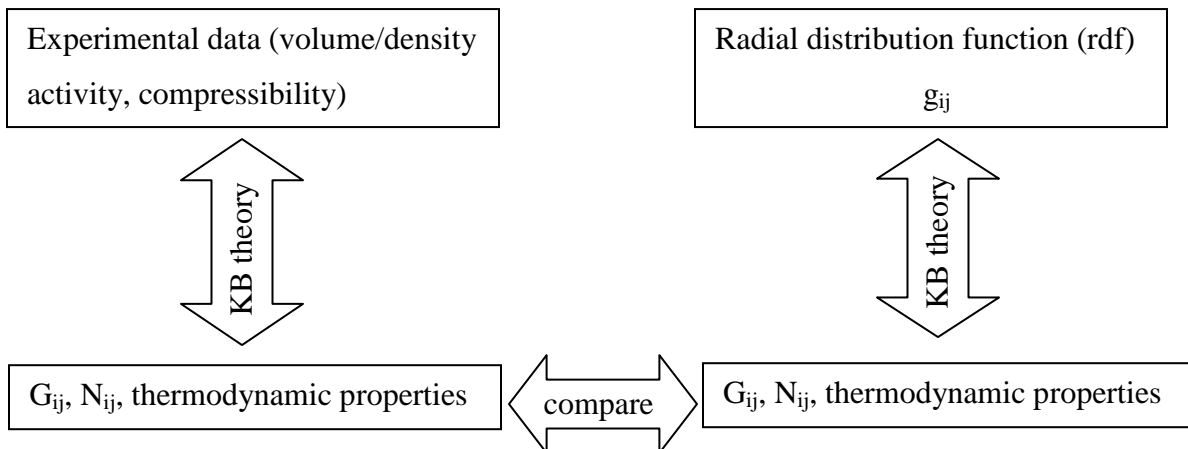 Experimental data (volume/density
activity, compressibility)
Radial distribution function (rdf)
gij
KB theory
KB theory
Gij, Nij, thermodynamic properties
compare
Gij, Nij, thermodynamic properties